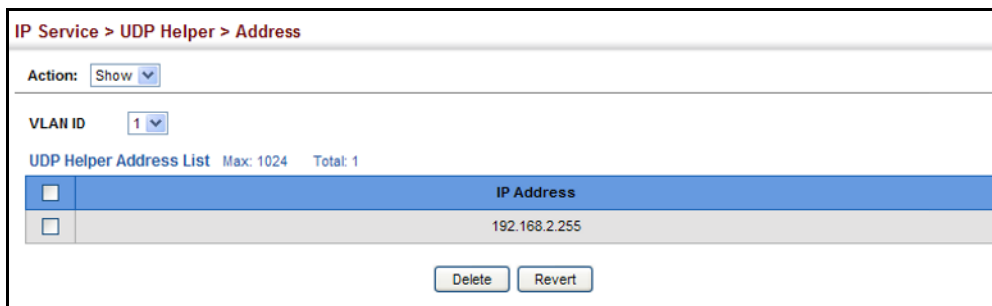 IP Service > UDP Helper > Address
Action: Show
VLAN ID 1
UDP Helper Address List Max: 1024 Total: 1
IP Address
192.168.2.255
Delete Revert